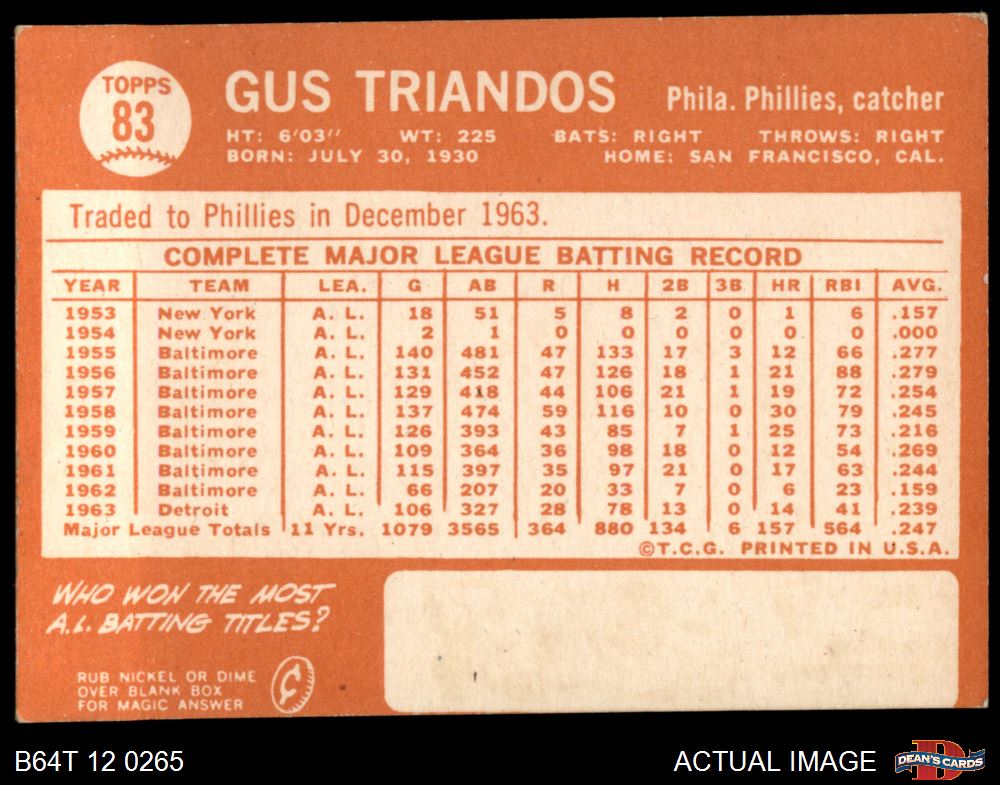 TOPPS
83
GUS TRIANDOS
Phila. Phillies, catcher
HT: 6'03" WT: 225 BATS: RIGHT THROWS: RIGHT
BORN: JULY 30, 1930 HOME: SAN FRANCISCO, CAL.
Traded to Phillies in December 1963.
COMPLETE MAJOR LEAGUE BATTING RECORD
YEAR TEAM LEA. G AB R H 2B 3B HR RBI AVG.
1953 New York A. L. 18 51 5 8 2 0 1 6 .157
1954 New York A. L. 2 1 0 0 0 0 0 0 .000
1955 Baltimore A. L. 140 481 47 133 17 3 12 66 .277
1956 Baltimore A. L. 131 452 47 126 18 1 21 88 .279
1957 Baltimore A. L. 129 418 44 106 21 1 19 72 .254
1958 Baltimore A. L. 137 474 59 116 10 0 30 79 .245
1959 Baltimore A. L. 126 393 43 85 7 1 25 73 .216
1960 Baltimore A. L. 109 364 36 98 18 0 12 54 .269
1961 Baltimore A. L. 115 397 35 97 21 0 17 63 .244
1962 Baltimore A. L. 66 207 20 33 7 0 6 23 .159
1963 Detroit A. L. 106 327 28 78 13 0 14 41 .239
Major League Totals 11 Yrs. 1079 3565 364 880 134 6 157 564 .247
©T.C.G. PRINTED IN U.S.A.
WHO WON THE MOST
A.L. BATTING TITLES?
RUB NICKEL OR DIME
OVER BLANK BOX
FOR MAGIC ANSWER
¢
B64T 12 0265
ACTUAL IMAGE
D
DEAN'S CARDS